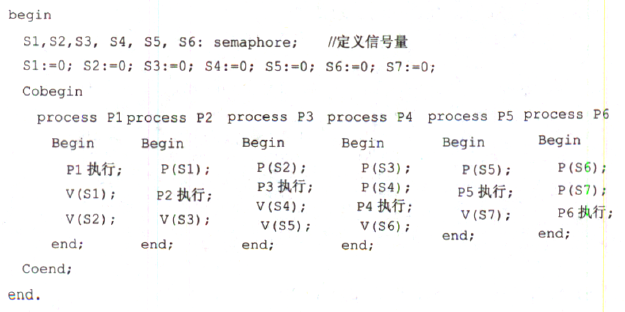 begin
S1,S2,S3, S4, S5, S6: semaphore; //定义信号量
S1:=0; S2:=0; S3:=0; S4:=0; S5:=0; S6:=0; S7:=0;
Cobegin
process P1 process P2 process P3 process P4 process P5 process P6
Begin Begin Begin Begin Begin Begin
P1 执行; P(S1); P(S2); P(S3); P(S5); P(S6);
V(S1); P2 执行; P3 执行; P(S4); P5 执行; P(S7);
V(S2); V(S3); V(S4); P4 执行; V(S7); P6 执行;
V(S5); V(S6);
end; end; end; end; end; end;
Coend;
end.